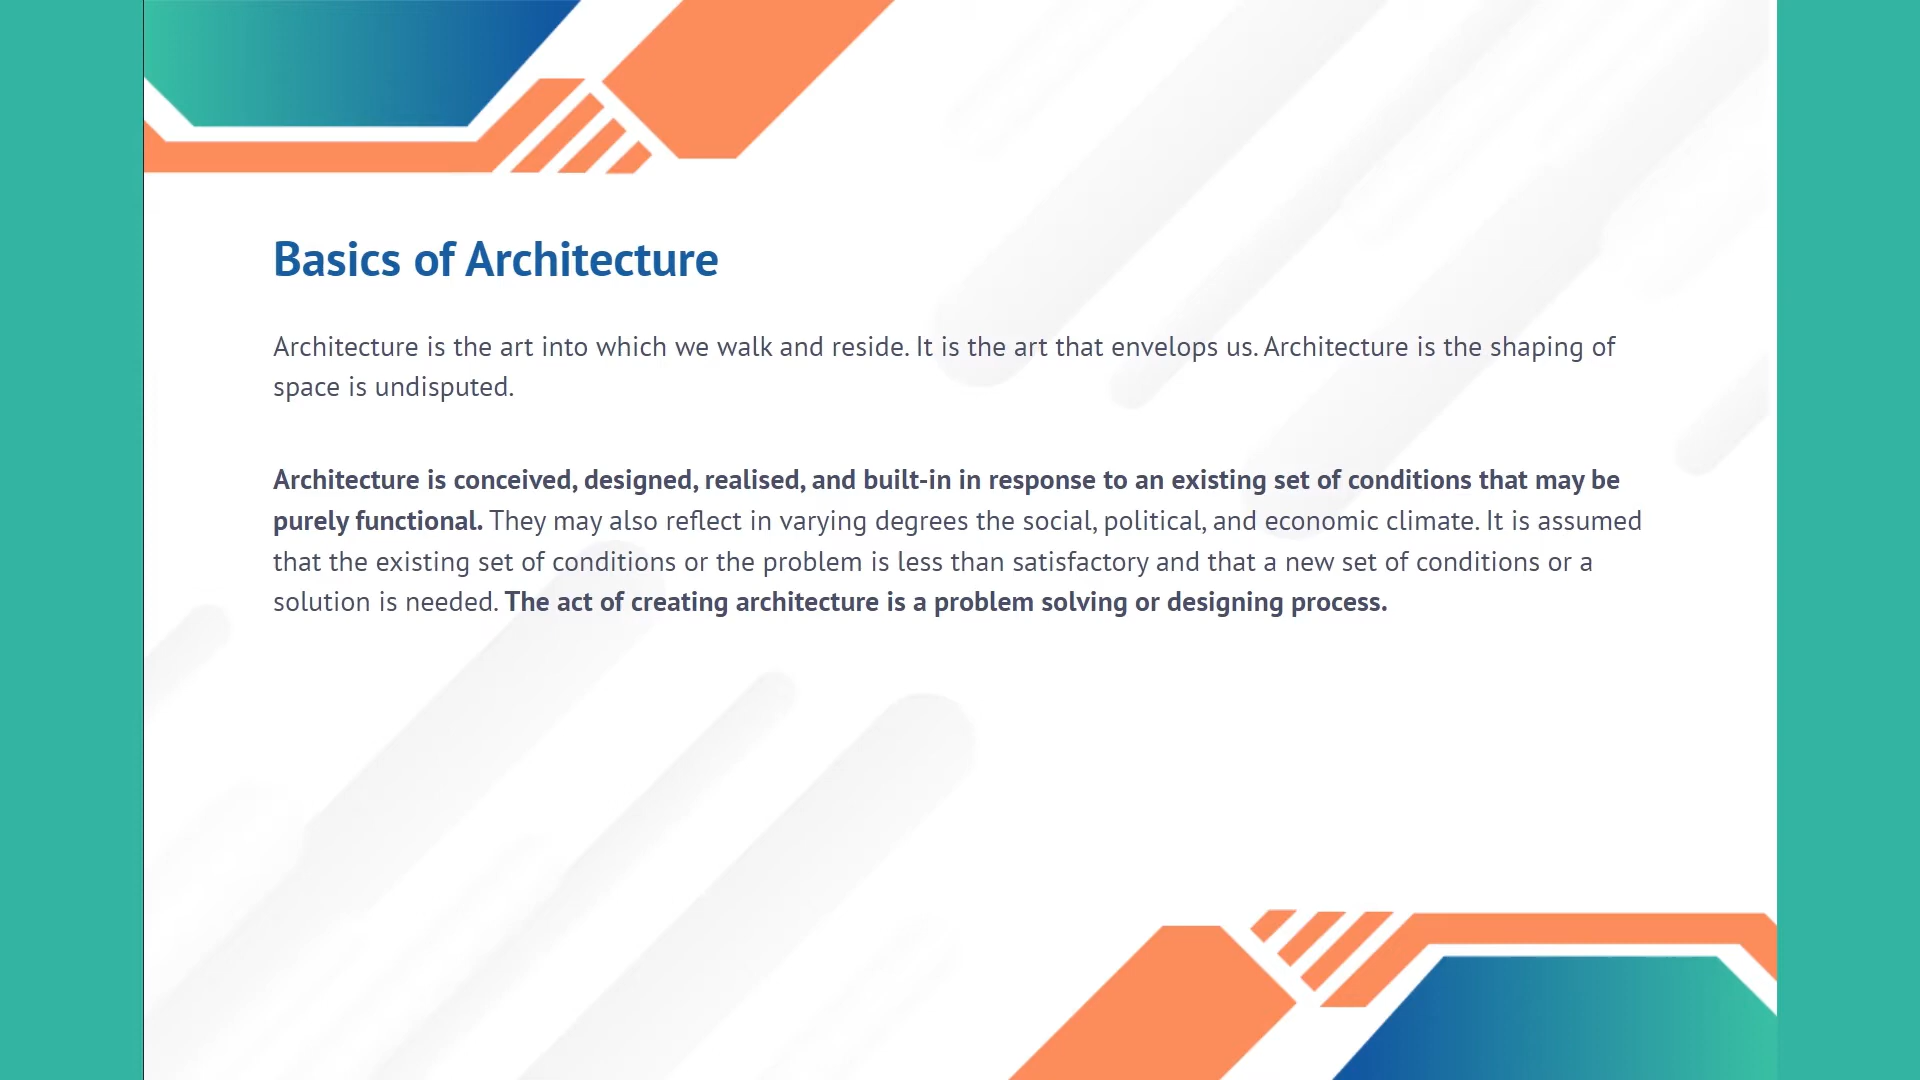 Basics of Architecture
Architecture is the art into which we walk and reside. It is the art that envelops us. Architecture is the shaping of
space is undisputed.
Architecture is conceived, designed, realised, and built-in in response to an existing set of conditions that may be
purely functional. They may also reflect in varying degrees the social, political, and economic climate. It is assumed
that the existing set of conditions or the problem is less than satisfactory and that a new set of conditions or a
solution is needed. The act of creating architecture is a problem solving or designing process.